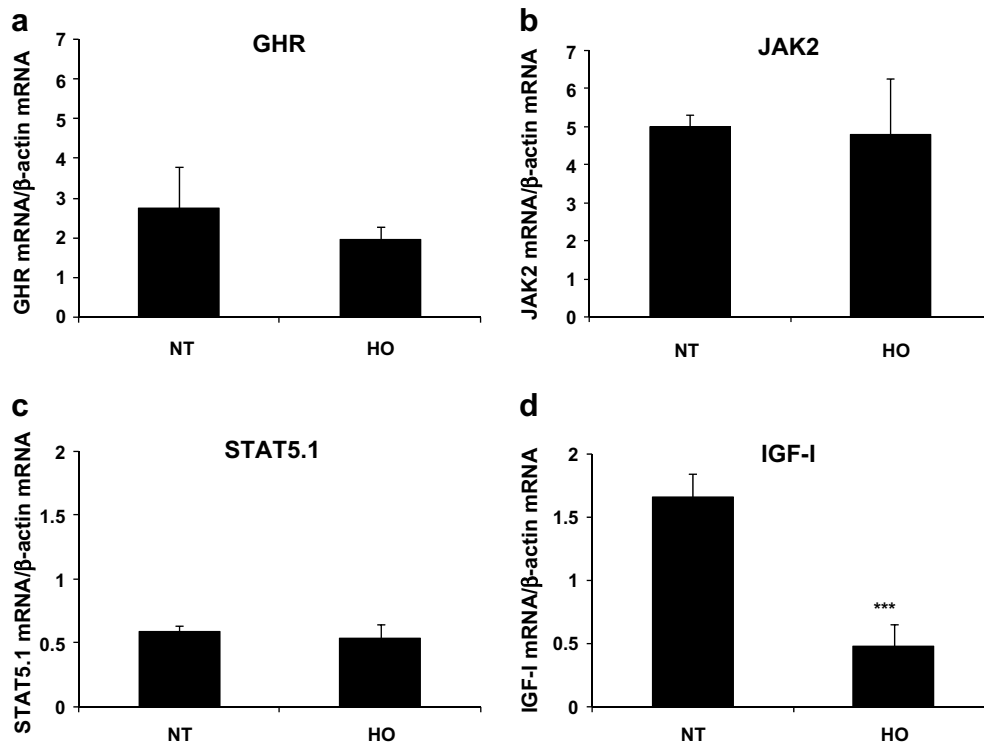 a
GHR
GHR mRNA/β-actin mRNA
7
6
5
4
3
2
1
0
NT HO
b
JAK2
JAK2 mRNA/β-actin mRNA
7
6
5
4
3
2
1
0
NT HO
c
STAT5.1
STAT5.1 mRNA/β-actin mRNA
2
1.5
1
0.5
0
NT HO
d
IGF-I
IGF-I mRNA/β-actin mRNA
2
1.5
1
0.5
0
***
NT HO